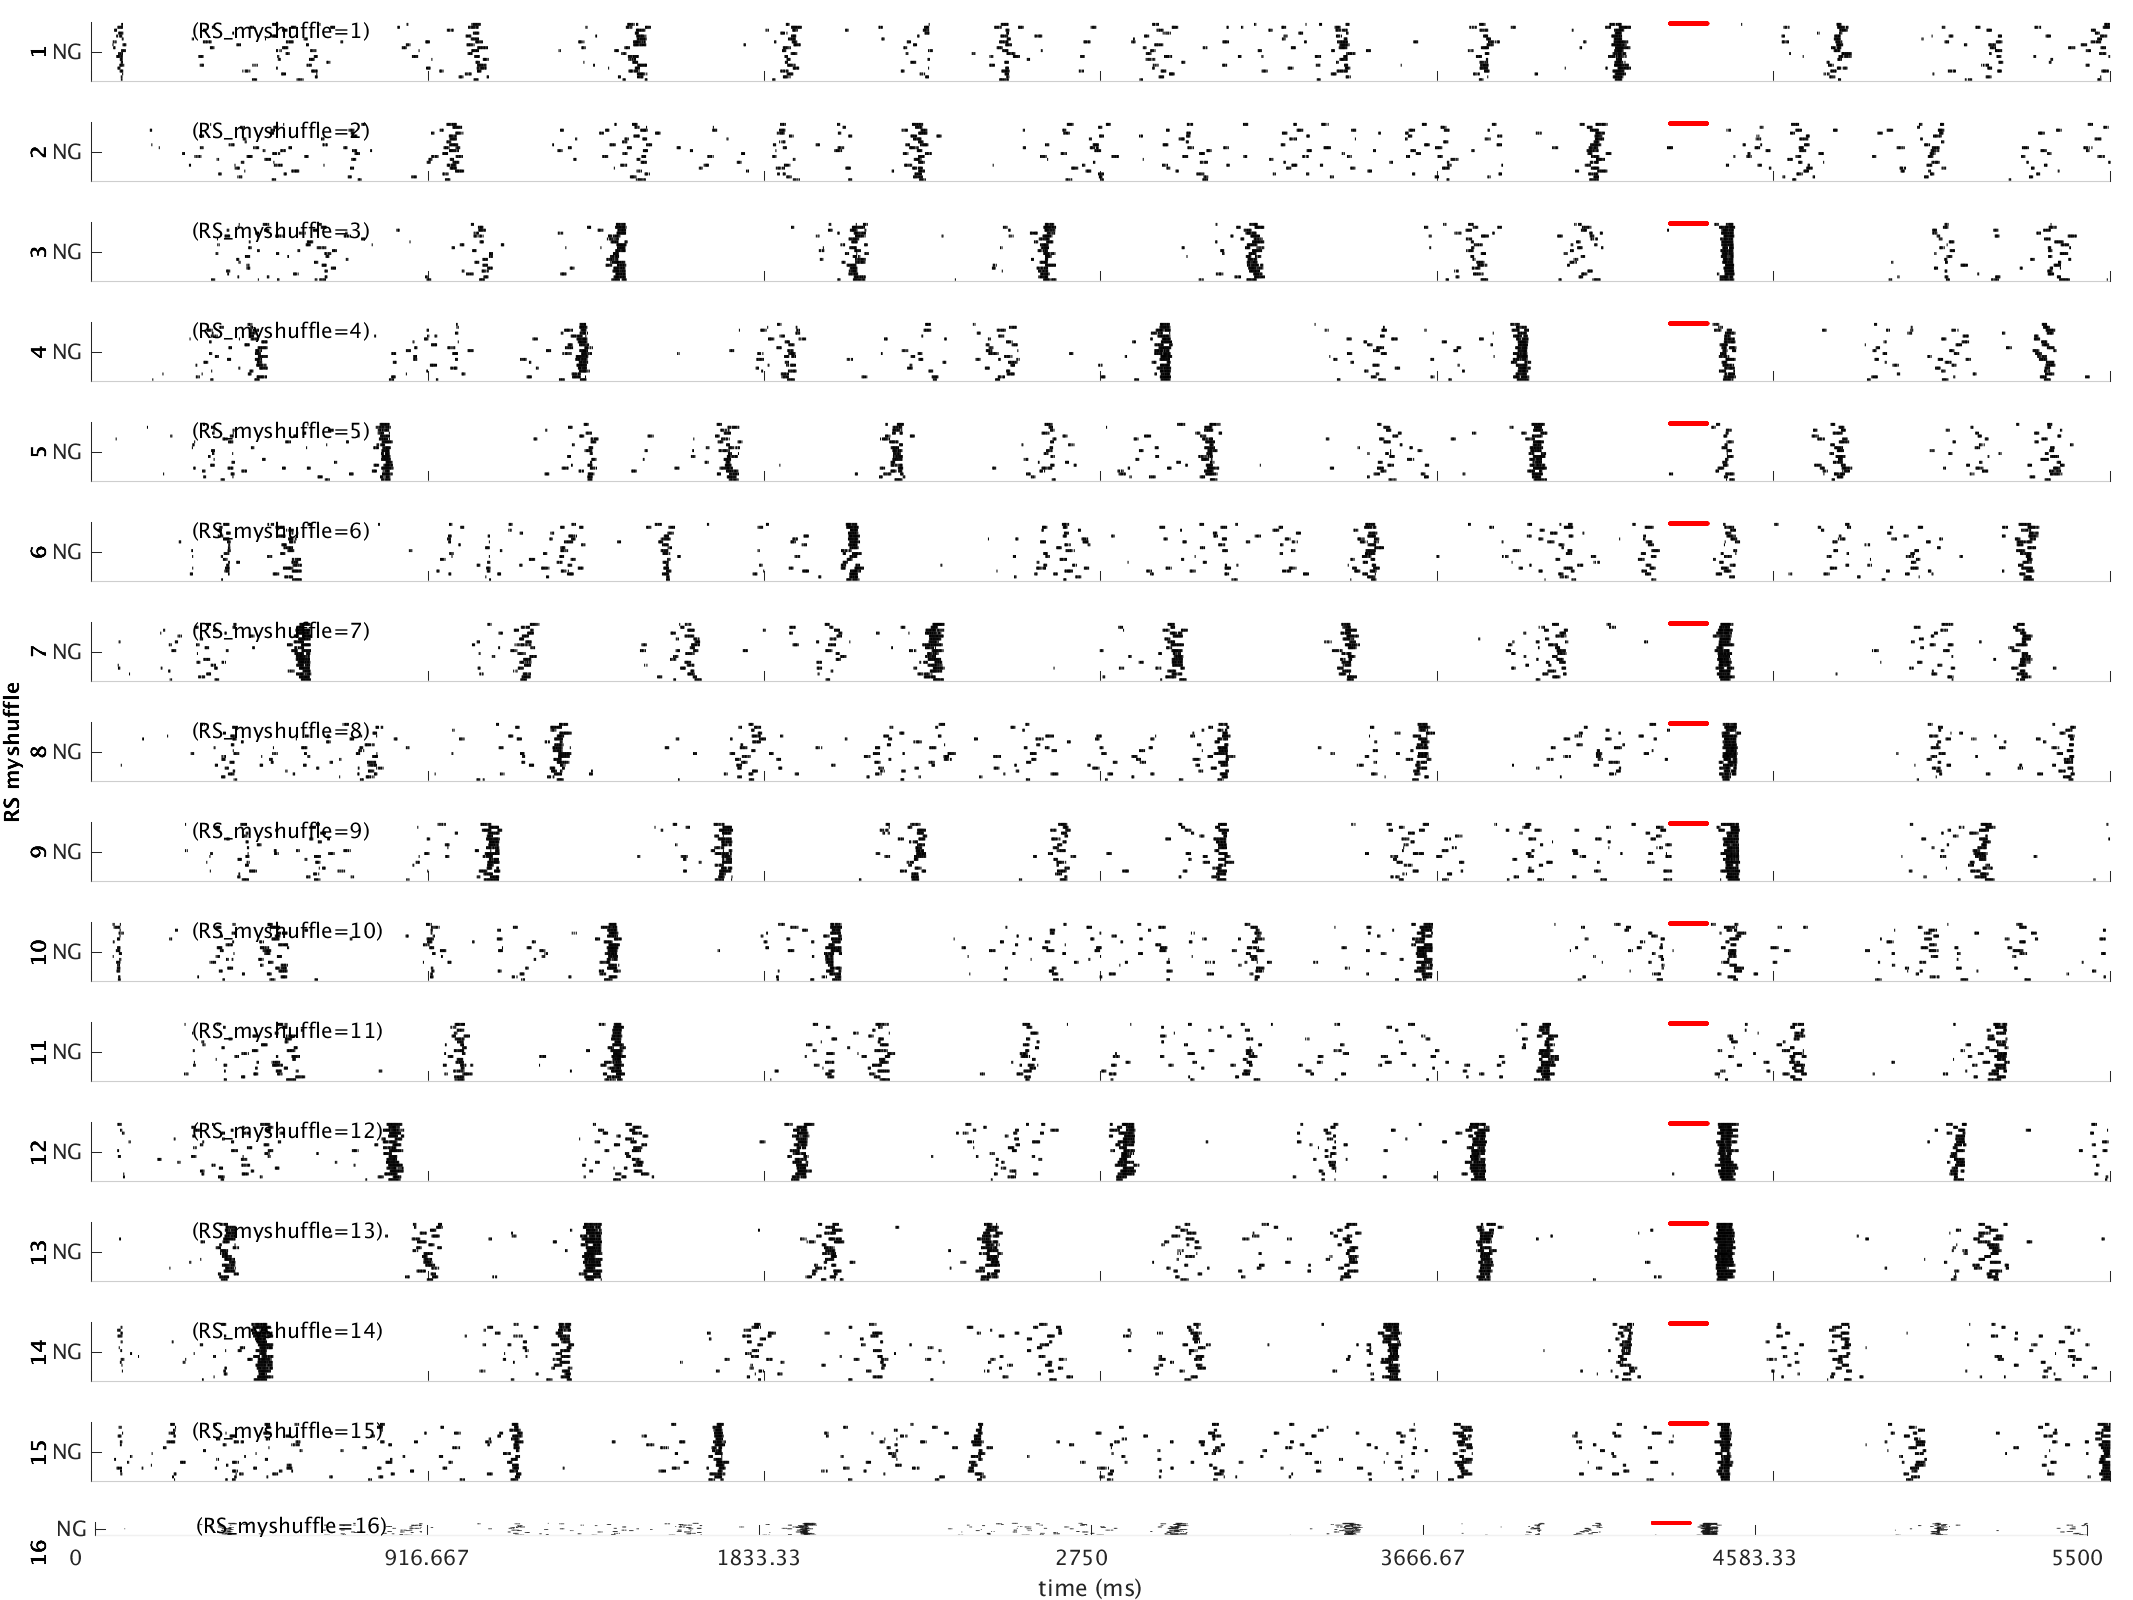 RS myshuffle
1 NG (RS_myshuffle=1)
2 NG (RS_myshuffle=2)
3 NG (RS_myshuffle=3)
4 NG (RS_myshuffle=4)
5 NG (RS_myshuffle=5)
6 NG (RS_myshuffle=6)
7 NG (RS_myshuffle=7)
8 NG (RS_myshuffle=8)
9 NG (RS_myshuffle=9)
10 NG (RS_myshuffle=10)
11 NG (RS_myshuffle=11)
12 NG (RS_myshuffle=12)
13 NG (RS_myshuffle=13)
14 NG (RS_myshuffle=14)
15 NG (RS_myshuffle=15)
16 NG (RS_myshuffle=16)
0 916.667 1833.33 2750 3666.67 4583.33 5500
time (ms)